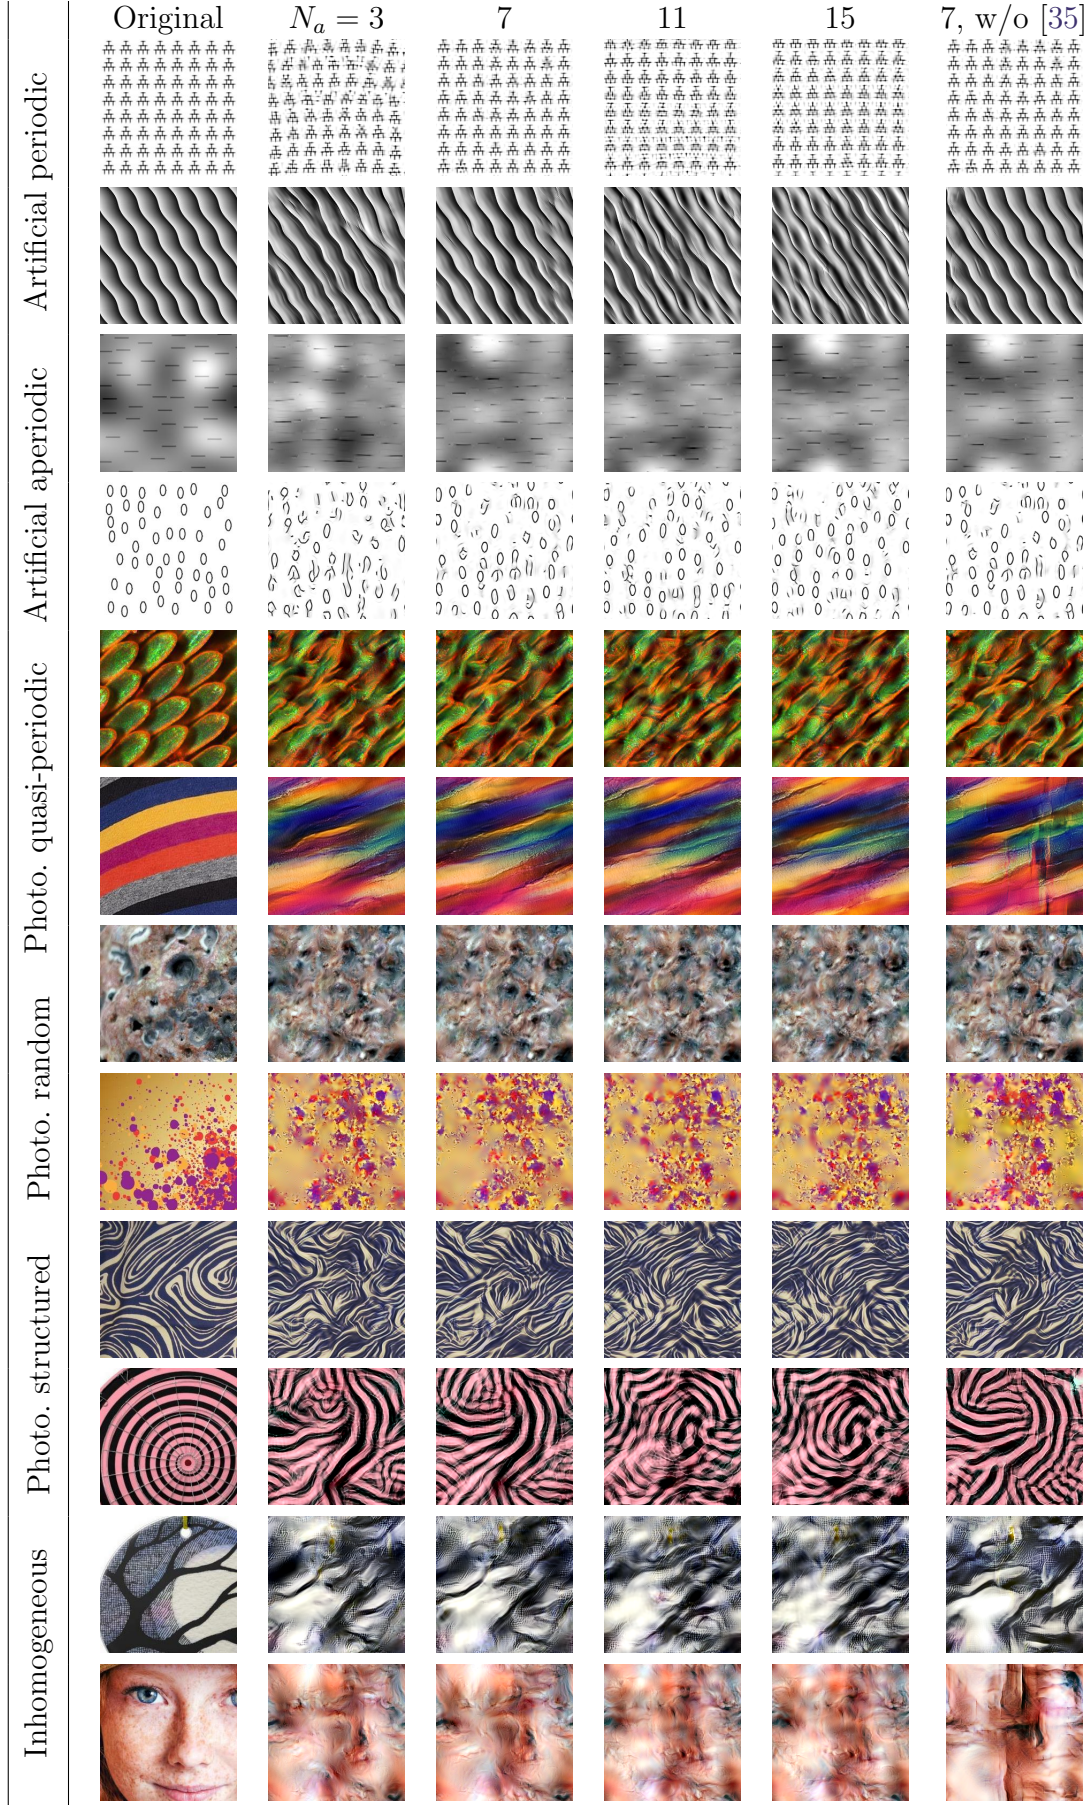 Original
N_a = 3
7
11
15
7, w/o [35]
Artificial periodic
Artificial aperiodic
Photo. quasi-periodic
Photo. random
Photo. structured
Inhomogeneous